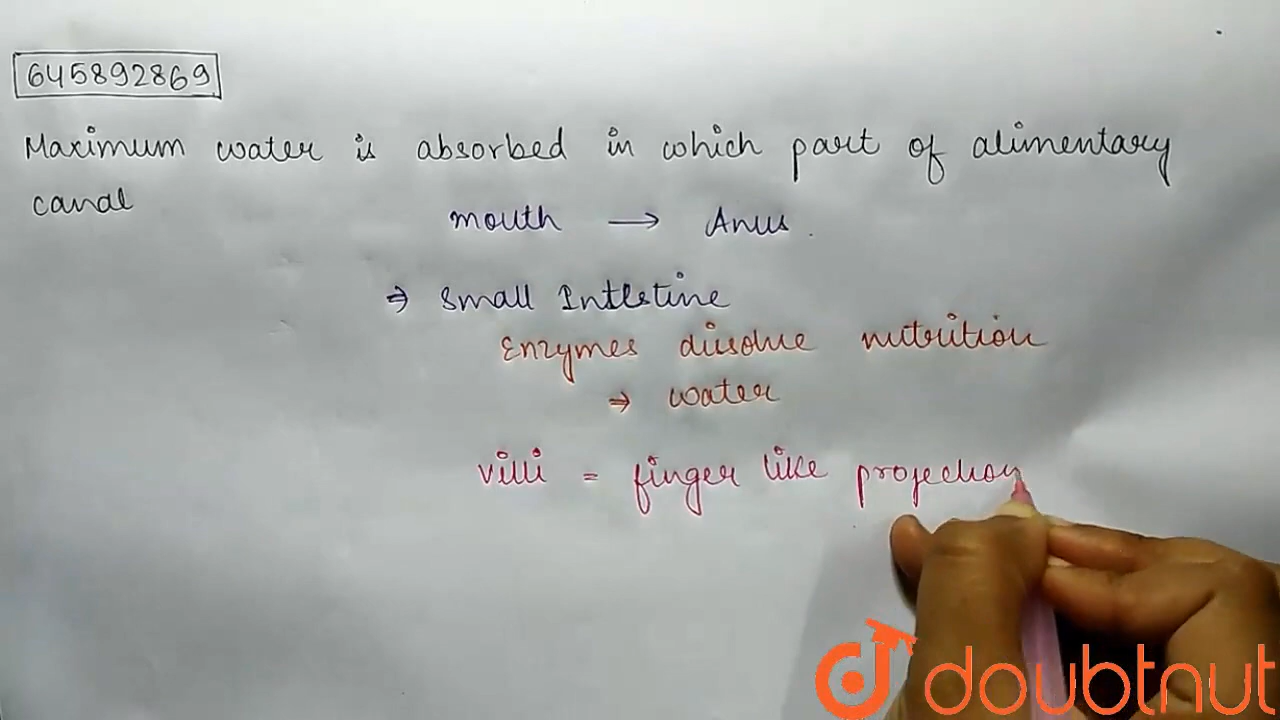 645892869
Maximum water is absorbed in which part of alimentary
canal
mouth → Anus.
⇒ Small Intestine
Enzymes dissolve nutrition
⇒ water
Villi = finger like projection
doubtnut